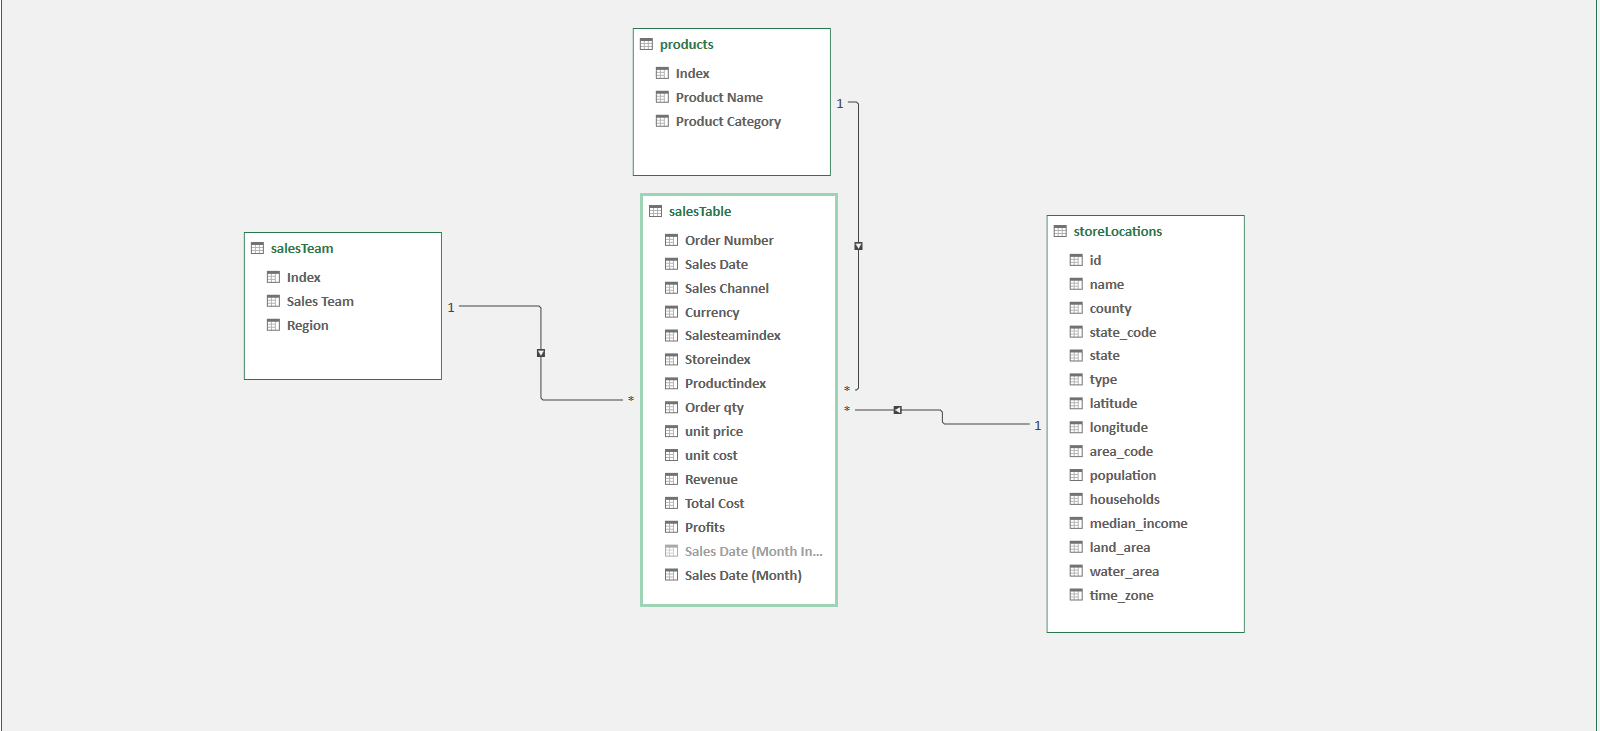 products
Index
Product Name
Product Category
1
salesTable
Order Number
Sales Date
Sales Channel
Currency
Salesteamindex
Storeindex
Productindex
Order qty
unit price
unit cost
Revenue
Total Cost
Profits
Sales Date (Month In...
Sales Date (Month)
salesTeam
Index
Sales Team
Region
1
*
*
*
1
storeLocations
id
name
county
state_code
state
type
latitude
longitude
area_code
population
households
median_income
land_area
water_area
time_zone